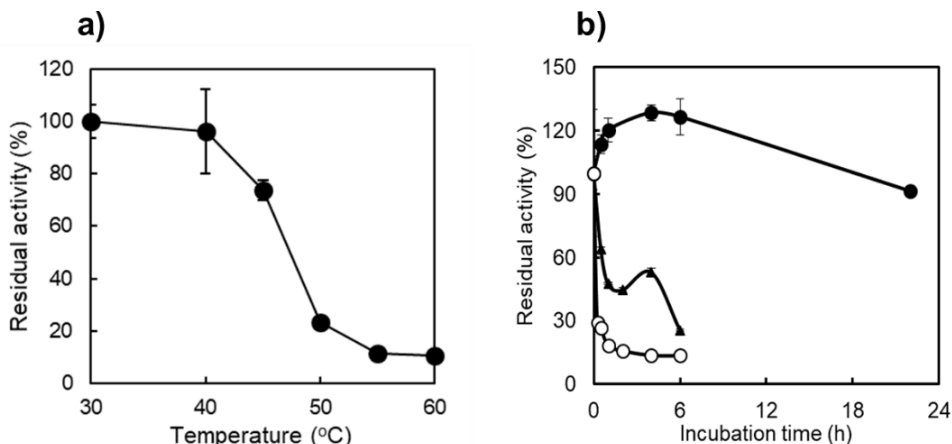 a)
120
100
80
60
40
20
0
Residual activity (%)
30 40 50 60
Temperature (°C)
b)
150
120
90
60
30
0
Residual activity (%)
0 6 12 18 24
Incubation time (h)